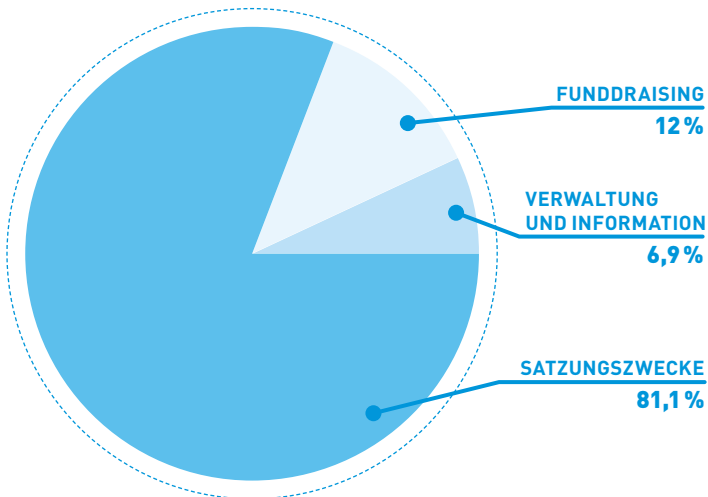 FUNDDRAISING
12 %
VERWALTUNG
UND INFORMATION
6,9 %
SATZUNGSZWECKE
81,1 %